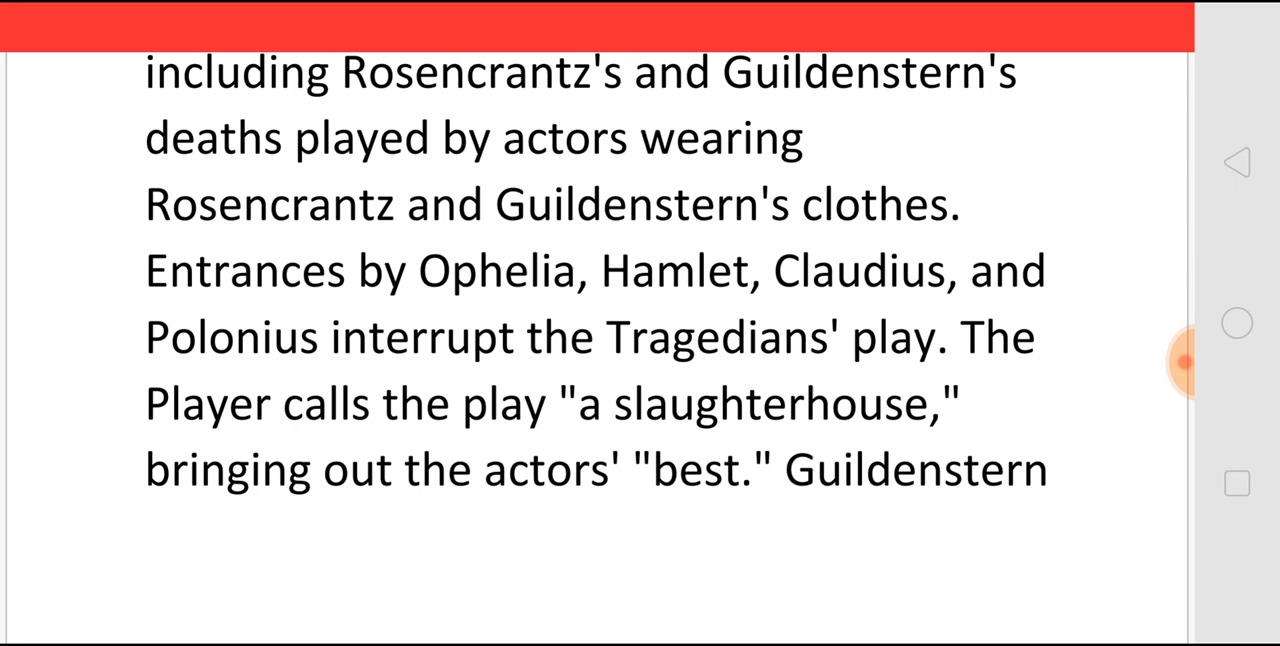 including Rosencrantz's and Guildenstern's
deaths played by actors wearing
Rosencrantz and Guildenstern's clothes.
Entrances by Ophelia, Hamlet, Claudius, and
Polonius interrupt the Tragedians' play. The
Player calls the play "a slaughterhouse,"
bringing out the actors' "best." Guildenstern